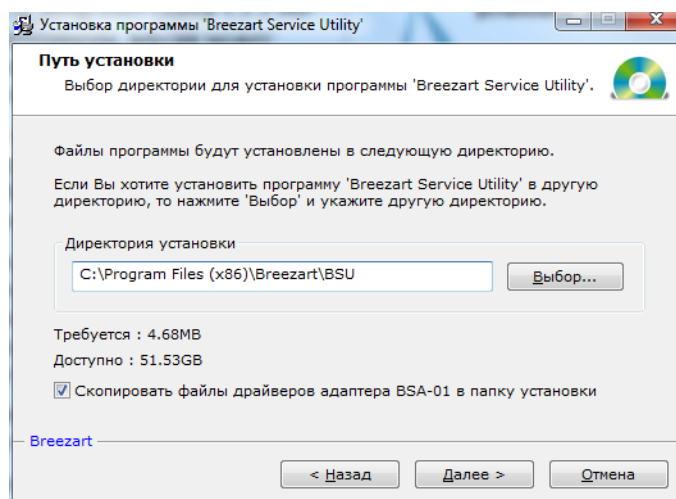 Установка программы 'Breezart Service Utility'
Путь установки
Выбор директории для установки программы 'Breezart Service Utility'.
Файлы программы будут установлены в следующую директорию.
Если Вы хотите установить программу 'Breezart Service Utility' в другую
директорию, то нажмите 'Выбор' и укажите другую директорию.
Директория установки
C:\Program Files (x86)\Breezart\BSU
Выбор...
Требуется : 4.68MB
Доступно : 51.53GB
Скопировать файлы драйверов адаптера BSA-01 в папку установки
Breezart
< Назад
Далее >
Отмена